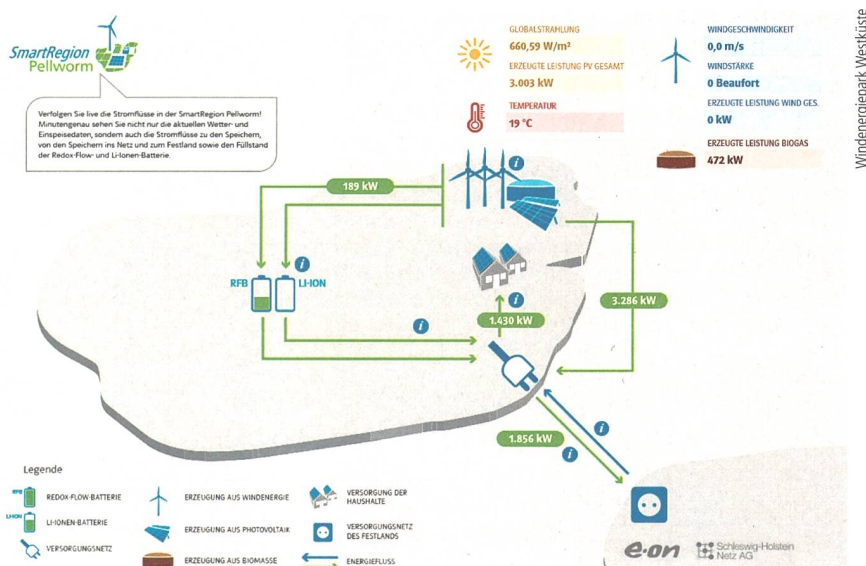 SmartRegion
Pellworm
Verfolgen Sie live die Stromflüsse in der SmartRegion Pellworm!
Minutengenau sehen Sie nicht nur die aktuellen Wetter- und
Einspeisedaten, sondern auch die Stromflüsse zu den Speichern,
von den Speichern ins Netz und zum Festland sowie den Füllstand
der Redox-Flow- und Li-Ionen-Batterie.
GLOBALSTRAHLUNG
660,59 W/m²
ERZEUGTE LEISTUNG PV GESAMT
3.003 kW
TEMPERATUR
19 °C
WINDGESCHWINDIGKEIT
0,0 m/s
WINDSTÄRKE
0 Beaufort
ERZEUGTE LEISTUNG WIND GES.
0 kW
ERZEUGTE LEISTUNG BIOGAS
472 kW
Windenergiepark Westküste
189 kW
i
i
RFB
LI-ION
i
3.286 kW
i
1.430 kW
i
1.856 kW
i
i
Legende
RFB
REDOX-FLOW-BATTERIE
LI-ION
LI-IONEN-BATTERIE
VERSORGUNGSNETZ
ERZEUGUNG AUS WINDENERGIE
ERZEUGUNG AUS PHOTOVOLTAIK
ERZEUGUNG AUS BIOMASSE
VERSORGUNG DER
HAUSHALTE
VERSORGUNGSNETZ
DES FESTLANDS
ENERGIEFLUSS
e·on
Schleswig-Holstein
Netz AG